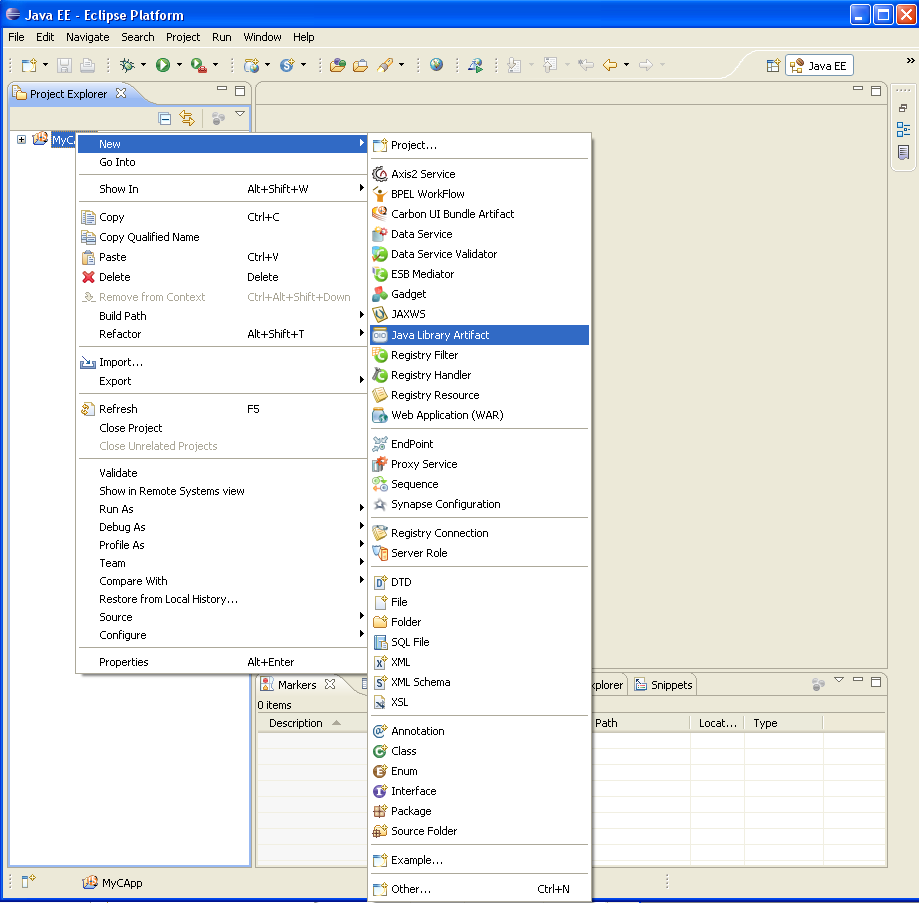 Java EE - Eclipse Platform
File Edit Navigate Search Project Run Window Help
Java EE
Project Explorer
New
Go Into
Show In Alt+Shift+W
Copy Ctrl+C
Copy Qualified Name
Paste Ctrl+V
Delete Delete
Remove from Context Ctrl+Alt+Shift+Down
Build Path
Refactor Alt+Shift+T
Import...
Export
Refresh F5
Close Project
Close Unrelated Projects
Validate
Show in Remote Systems view
Run As
Debug As
Profile As
Team
Compare With
Restore from Local History...
Source
Configure
Properties Alt+Enter
Project...
Axis2 Service
BPEL WorkFlow
Carbon UI Bundle Artifact
Data Service
Data Service Validator
ESB Mediator
Gadget
JAXWS
Java Library Artifact
Registry Filter
Registry Handler
Registry Resource
Web Application (WAR)
EndPoint
Proxy Service
Sequence
Synapse Configuration
Registry Connection
Server Role
DTD
File
Folder
SQL File
XML
XML Schema
XSL
Annotation
Class
Enum
Interface
Package
Source Folder
Example...
Other... Ctrl+N
Markers xplorer Snippets
0 items
Description Path Locat... Type
MyCApp